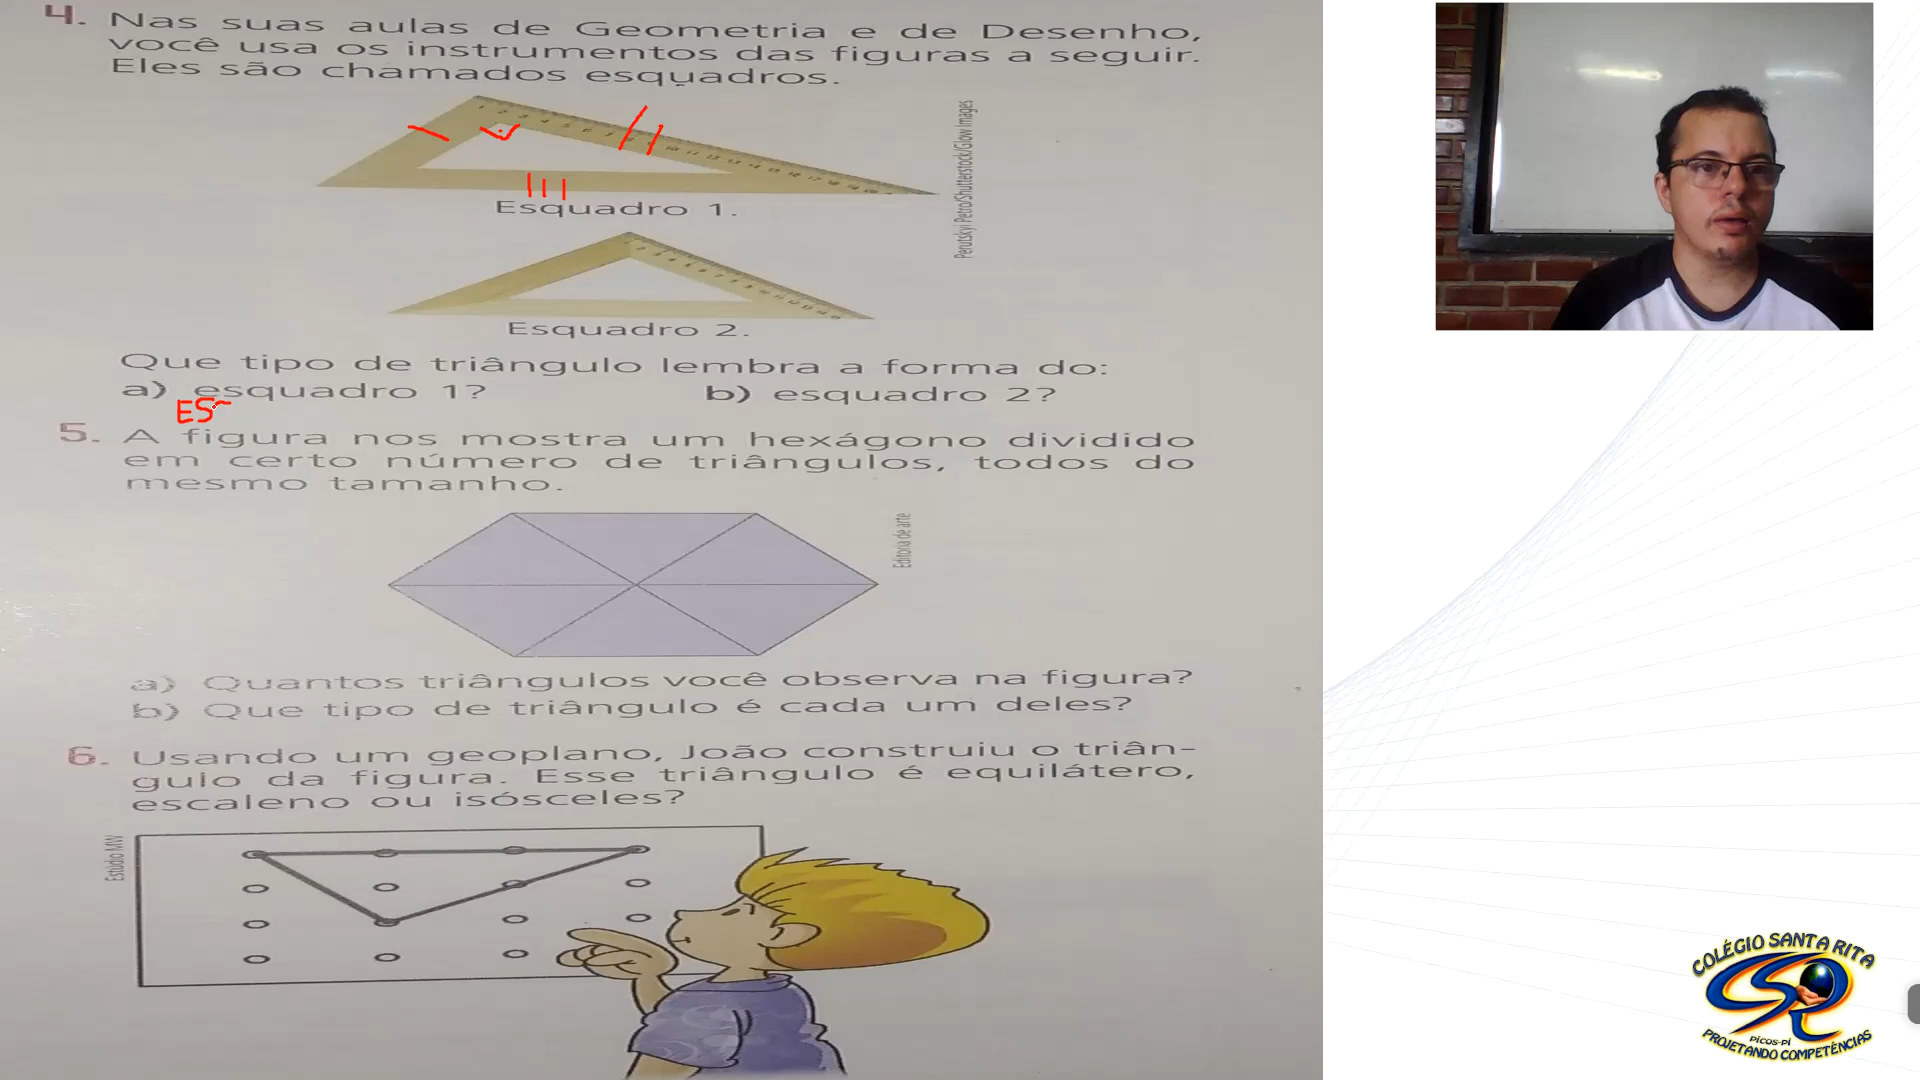 4. Nas suas aulas de Geometria e de Desenho,
você usa os instrumentos das figuras a seguir.
Eles são chamados esquadros.
Perutskyi Petro/Shutterstock/Glow Images
Esquadro 1.
Esquadro 2.
Que tipo de triângulo lembra a forma do:
a) esquadro 1? b) esquadro 2?
ES
5. A figura nos mostra um hexágono dividido
em certo número de triângulos, todos do
mesmo tamanho.
Editoria de arte
a) Quantos triângulos você observa na figura?
b) Que tipo de triângulo é cada um deles?
6. Usando um geoplano, João construiu o triân-
gulo da figura. Esse triângulo é equilátero,
escaleno ou isósceles?
Estúdio MW
COLÉGIO SANTA RITA
PICOS-PI
PROJETANDO COMPETÊNCIAS